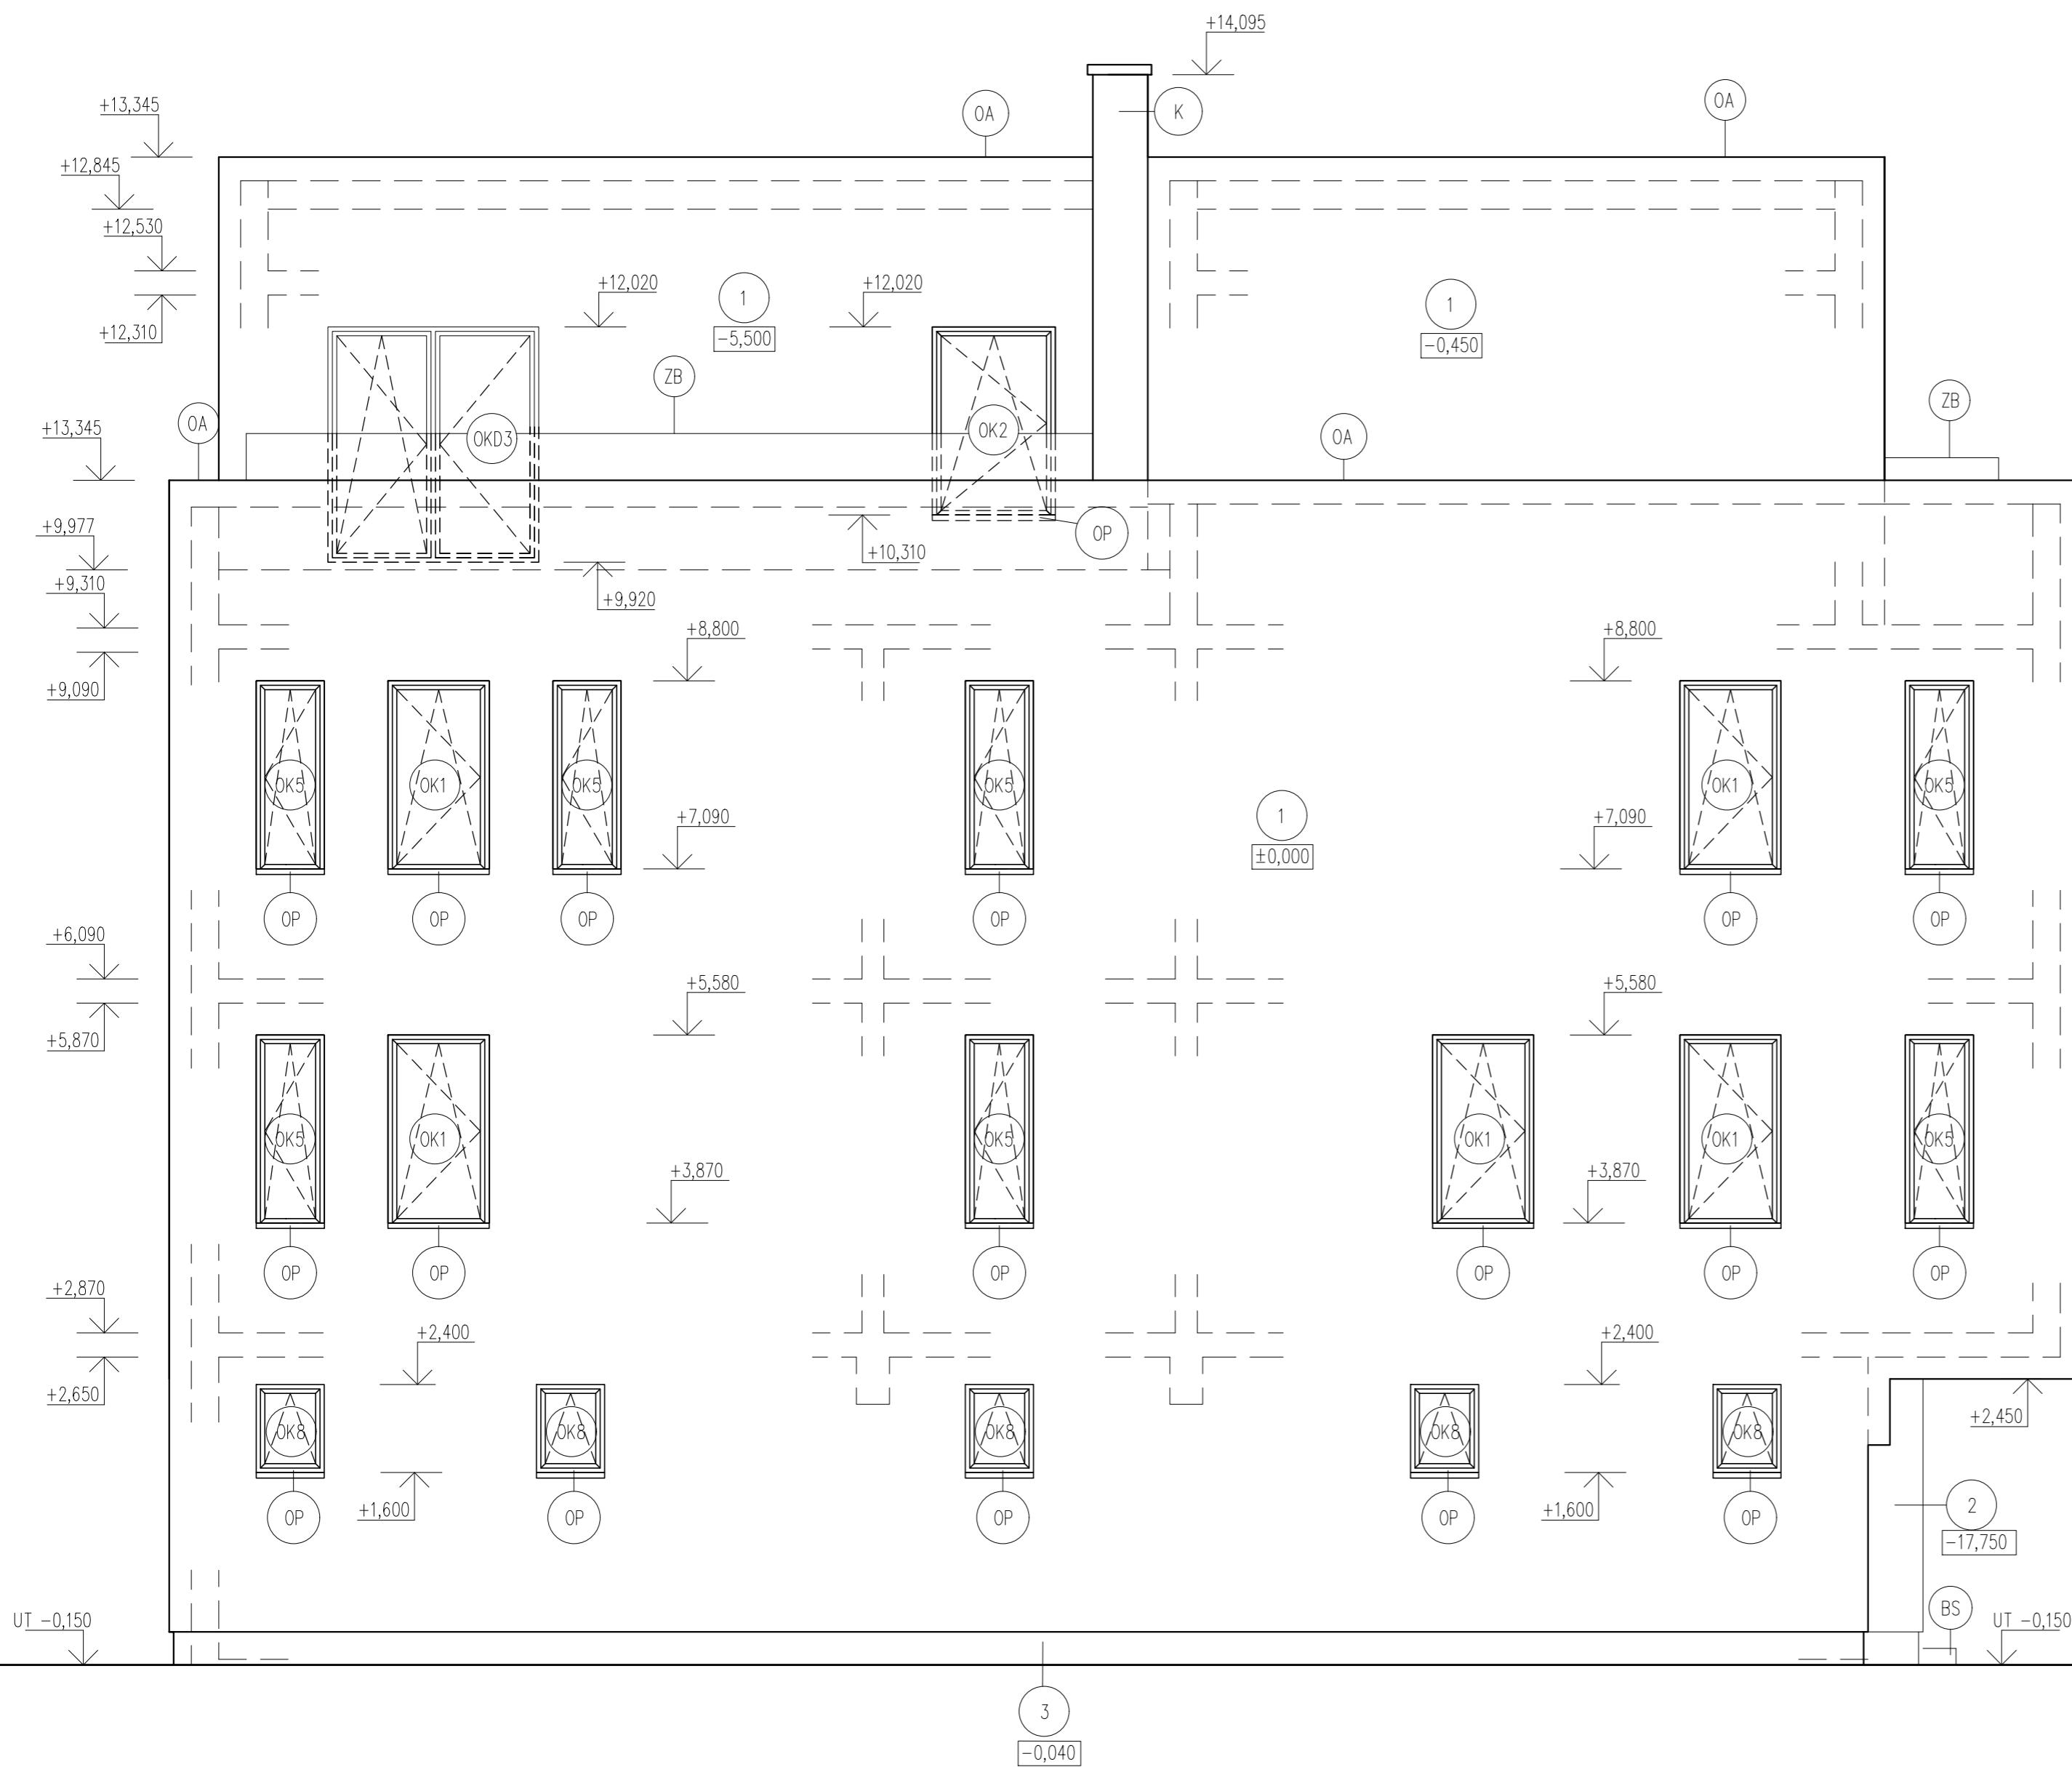 +14,095
+13,345
OA
K
OA
+12,845
+12,530
+12,310
+12,020
1
-5,500
+12,020
1
-0,450
ZB
OKD3
OK2
OA
+13,345
OA
ZB
+9,977
+9,310
+9,090
+10,310
OP
+9,920
+8,800
+8,800
OK5
OK1
OK5
OK5
OK1
OK5
+7,090
1
±0,000
+7,090
OP
OP
OP
OP
OP
OP
+6,090
+5,870
+5,580
+5,580
OK5
OK1
OK5
OK1
OK1
OK5
+3,870
+3,870
OP
OP
OP
OP
OP
OP
+2,870
+2,650
+2,400
+2,400
+2,450
OK8
OK8
OK8
OK8
OK8
+1,600
+1,600
OP
OP
OP
OP
OP
2
-17,750
BS
UT -0,150
UT -0,150
3
-0,040